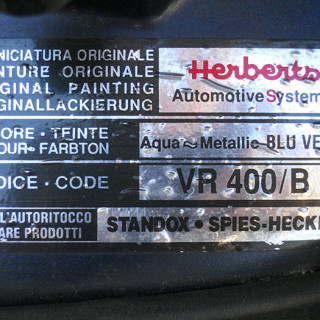 NICIATURA ORIGINALE
NTURE ORIGINALE
GINAL PAINTING
GINALLACKIERUNG
Herberts
Automotive System
ORE - TEINTE
OUR - FARBTON
Aqua ~ Metallic BLU VE
DICE - CODE
VR 400/B
L'AUTORITOCCO
ARE PRODOTTI
STANDOX • SPIES-HECK